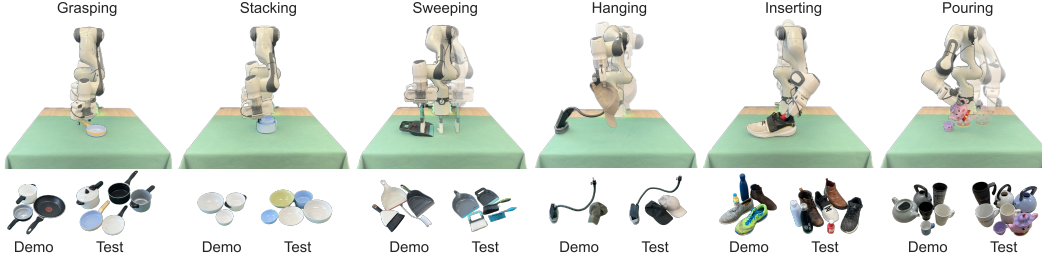 Grasping
Stacking
Sweeping
Hanging
Inserting
Pouring
Demo Test
Demo Test
Demo Test
Demo Test
Demo Test
Demo Test